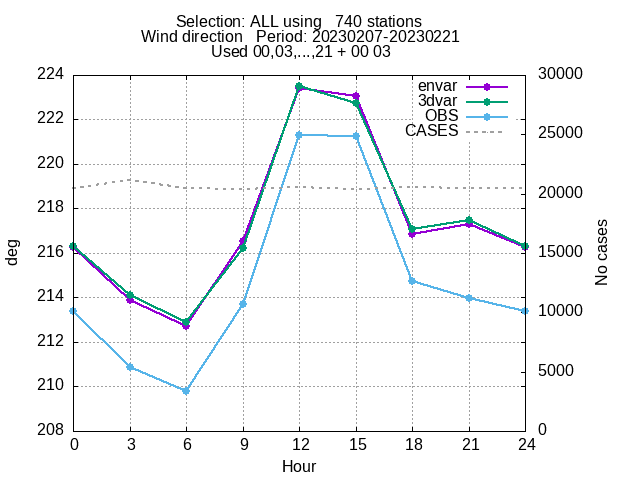 Selection: ALL using   740 stations
Wind direction   Period: 20230207-20230221
Used 00,03,...,21 + 00 03
224
222
220
218
216
214
212
210
208
deg
envar
3dvar
OBS
CASES
30000
25000
20000
15000
10000
5000
0
No cases
0 3 6 9 12 15 18 21 24
Hour